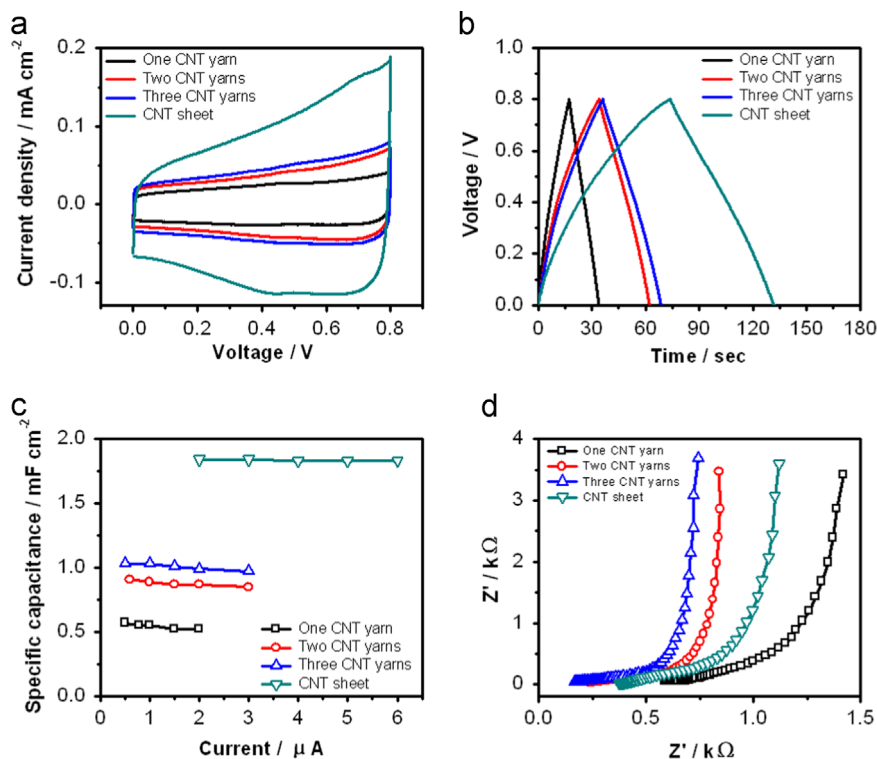 a
Current density / mA cm-2
0.2
0.1
0.0
-0.1
One CNT yarn
Two CNT yarns
Three CNT yarns
CNT sheet
0.0 0.2 0.4 0.6 0.8
Voltage / V
b
Voltage / V
1.0
0.8
0.6
0.4
0.2
0.0
One CNT yarn
Two CNT yarns
Three CNT yarns
CNT sheet
0 30 60 90 120 150 180
Time / sec
c
Specific capacitance / mF cm-2
2.0
1.5
1.0
0.5
0.0
One CNT yarn
Two CNT yarns
Three CNT yarns
CNT sheet
0 1 2 3 4 5 6
Current / μ A
d
Z' / kΩ
4
3
2
1
0
One CNT yarn
Two CNT yarns
Three CNT yarns
CNT sheet
0.0 0.5 1.0 1.5
Z' / kΩ